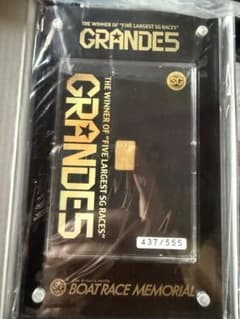 THE WINNER OF "FIVE LARGEST SG RACES"
GRANDE5
SG
THE WINNER OF "FIVE LARGEST SG RACES"
GRANDE5
437/555
BOAT RACE MEMORIAL